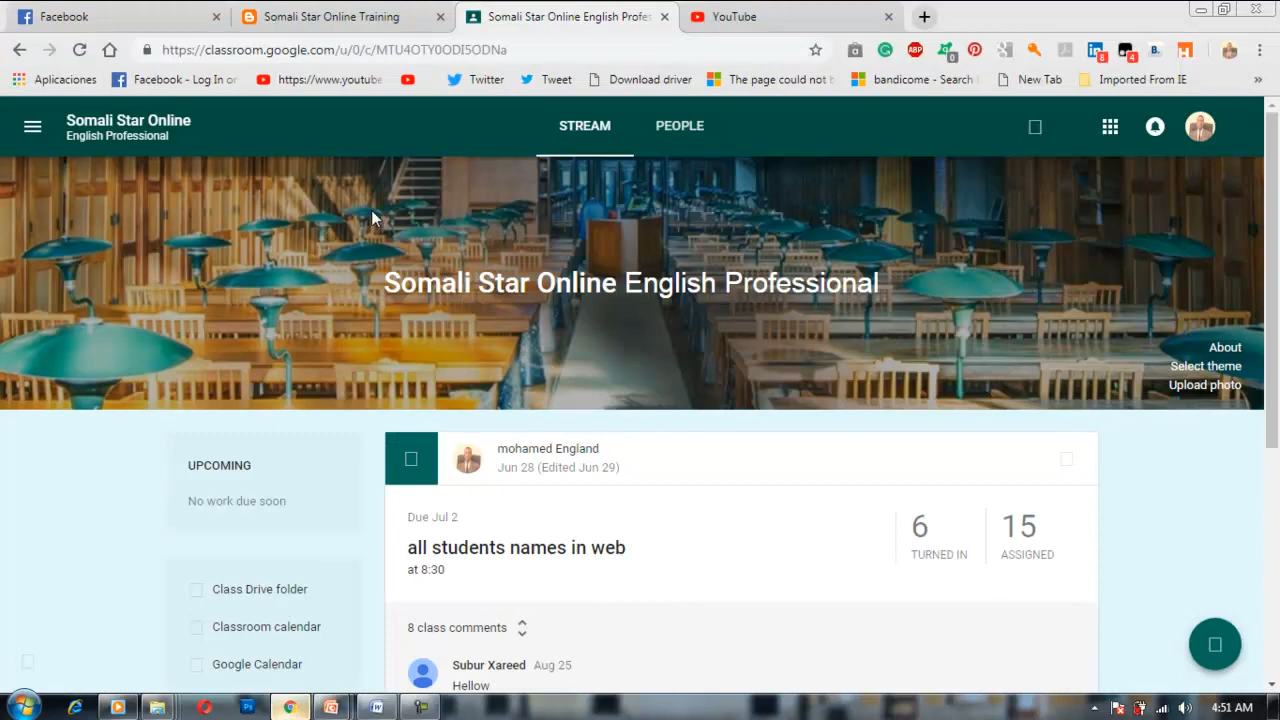 Facebook
Somali Star Online Training
Somali Star Online English Profes
YouTube
https://classroom.google.com/u/0/c/MTU4OTY0ODI5ODNa
Aplicaciones
Facebook - Log In or
https://www.youtube
Twitter
Tweet
Download driver
The page could not b
bandicome - Search
New Tab
Imported From IE
»
Somali Star Online
English Professional
STREAM
PEOPLE
ABP
0
8
4
Somali Star Online English Professional
About
Select theme
Upload photo
UPCOMING
No work due soon
Class Drive folder
Classroom calendar
Google Calendar
mohamed England
Jun 28 (Edited Jun 29)
Due Jul 2
all students names in web
at 8:30
6
TURNED IN
15
ASSIGNED
8 class comments
Subur Xareed Aug 25
Hellow
4:51 AM